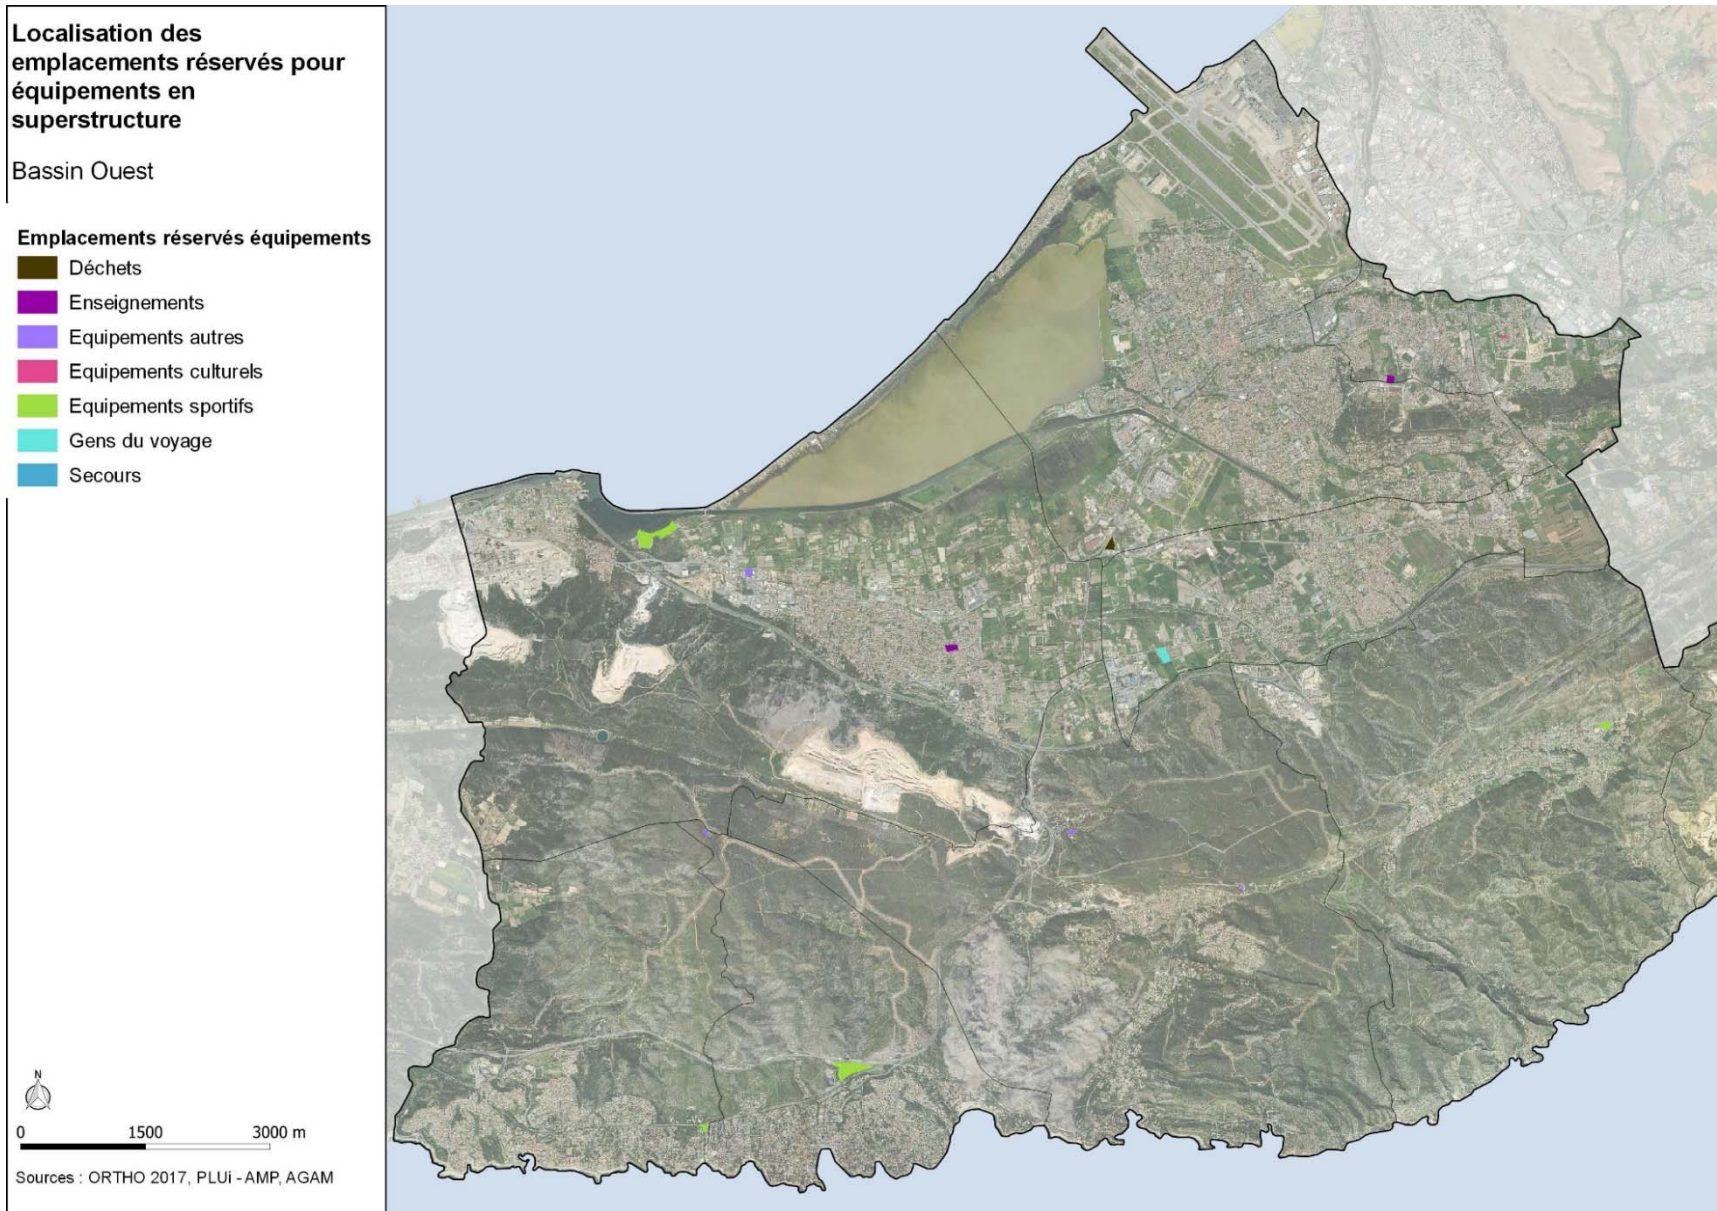 Localisation des
emplacements réservés pour
équipements en
superstructure
Bassin Ouest
Emplacements réservés équipements
Déchets
Enseignements
Equipements autres
Equipements culturels
Equipements sportifs
Gens du voyage
Secours
N
0 1500 3000 m
Sources : ORTHO 2017, PLUi - AMP, AGAM